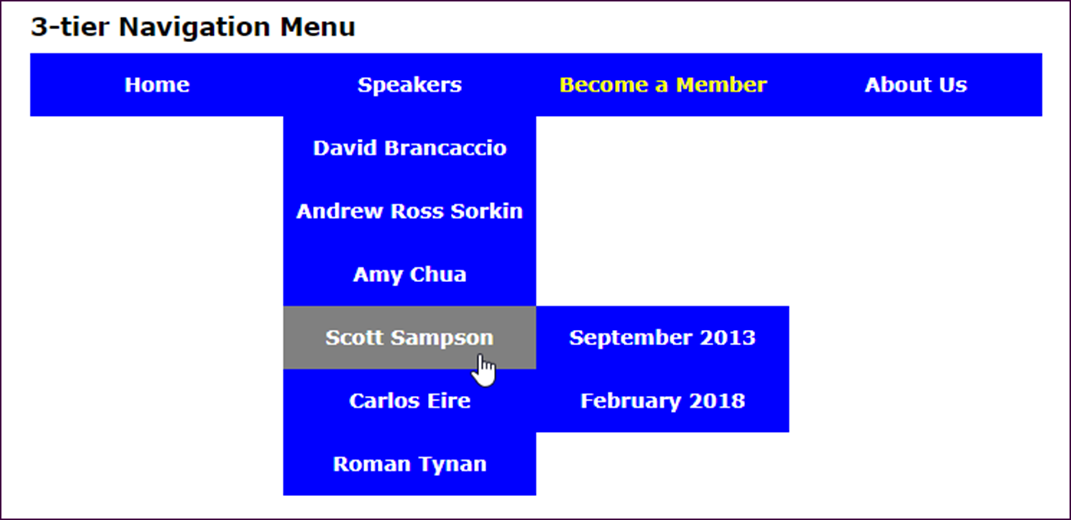 3-tier Navigation Menu
Home Speakers Become a Member About Us
David Brancaccio
Andrew Ross Sorkin
Amy Chua
Scott Sampson September 2013
Carlos Eire February 2018
Roman Tynan